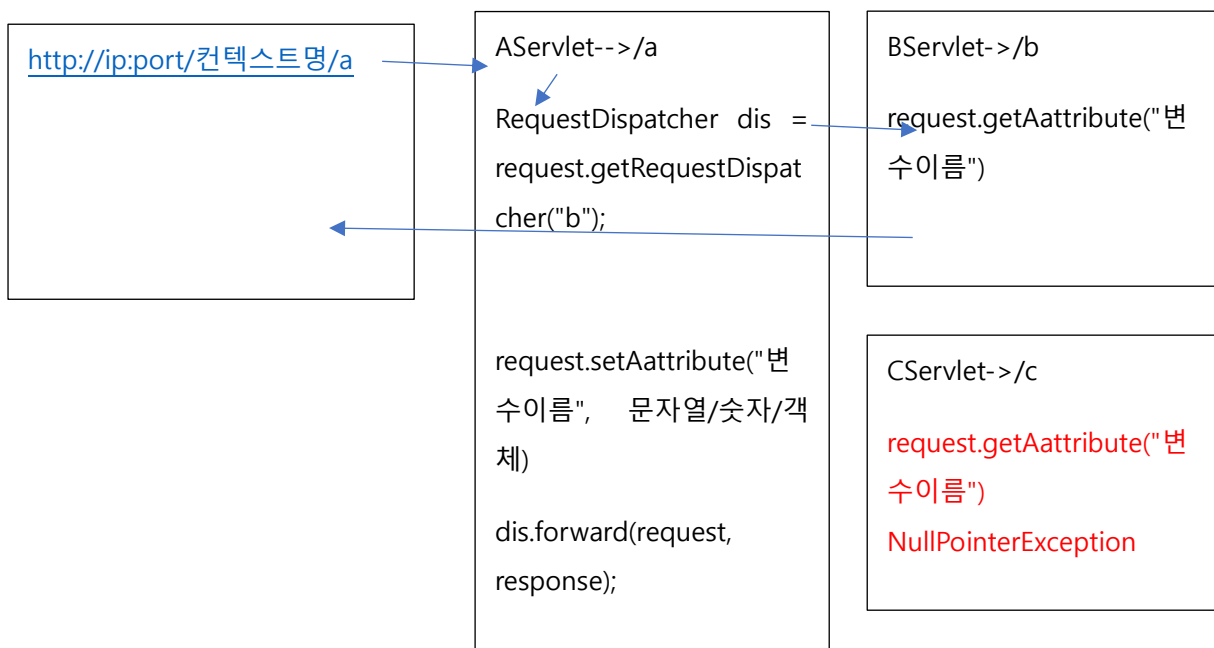 http://ip:port/컨텍스트명/a
AServlet-->/a
RequestDispatcher dis =
request.getRequestDispat
cher("b");
request.setAattribute("변
수이름", 문자열/숫자/객
체)
dis.forward(request,
response);
BServlet->/b
request.getAattribute("변
수이름")
CServlet->/c
request.getAattribute("변
수이름")
NullPointerException